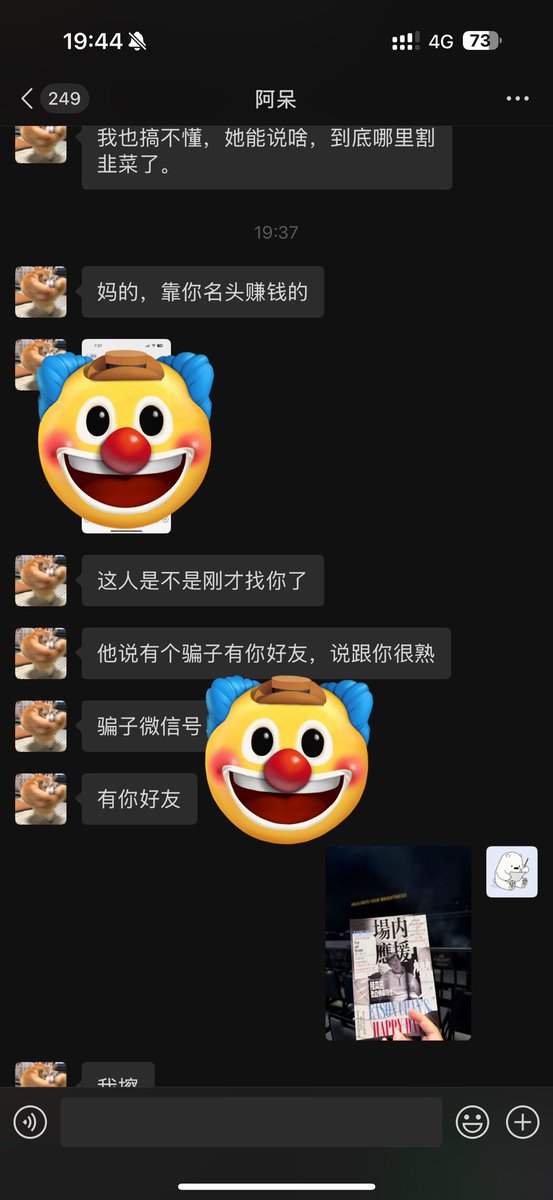 19:44
4G
73
249
阿呆
我也搞不懂，她能说啥，到底哪里割
韭菜了。
19:37
妈的，靠你名头赚钱的
这人是不是刚才找你了
他说有个骗子有你好友，说跟你很熟
骗子微信号
有你好友
場内
應援
HAPPY
我擦